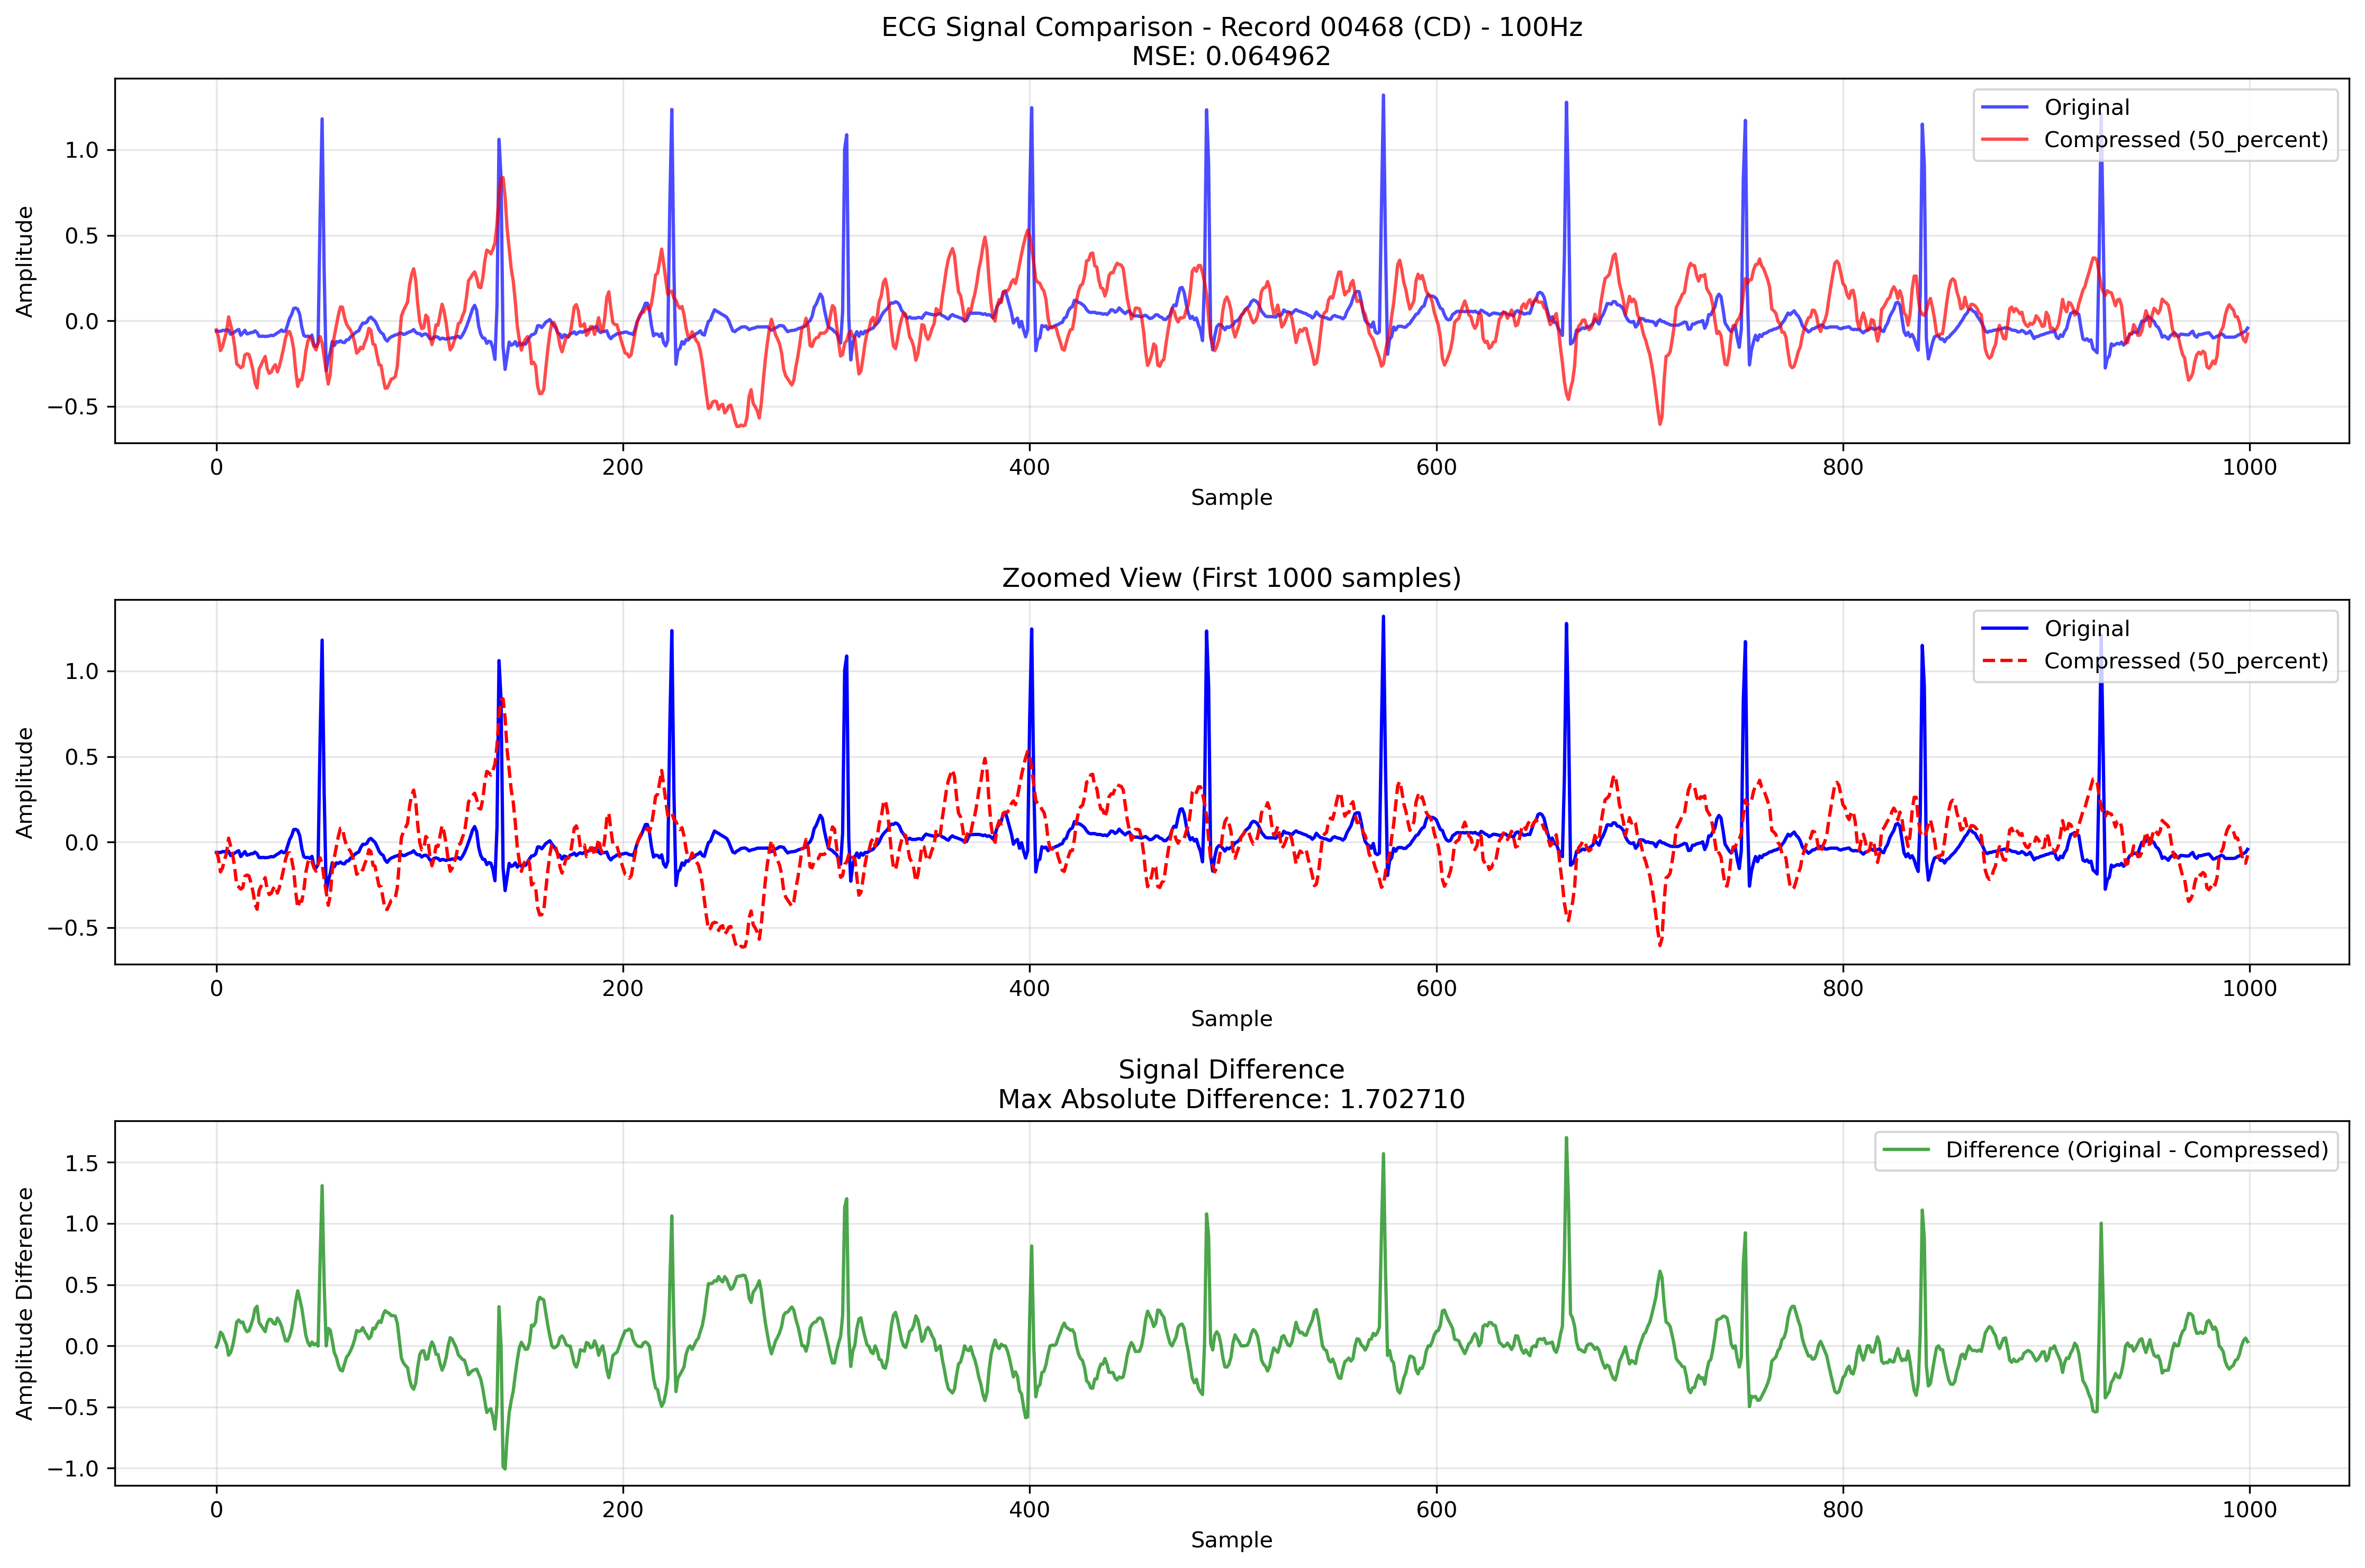 ECG Signal Comparison - Record 00468 (CD) - 100Hz
MSE: 0.064962
Amplitude
1.0
0.5
0.0
−0.5
Original
Compressed (50_percent)
0 200 400 600 800 1000
Sample
Zoomed View (First 1000 samples)
Amplitude
1.0
0.5
0.0
−0.5
Original
Compressed (50_percent)
0 200 400 600 800 1000
Sample
Signal Difference
Max Absolute Difference: 1.702710
Amplitude Difference
1.5
1.0
0.5
0.0
−0.5
−1.0
Difference (Original - Compressed)
0 200 400 600 800 1000
Sample